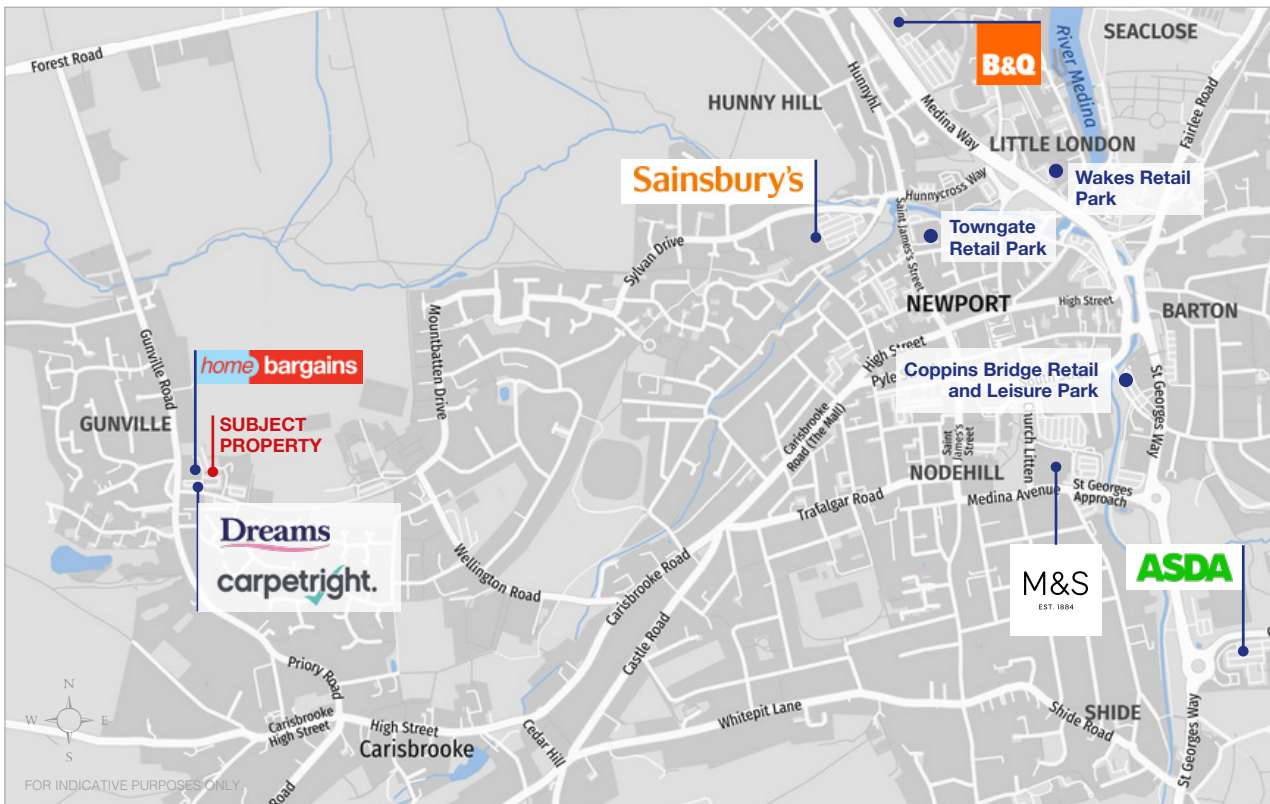 Forest Road
B&Q
River Medina
SEACLOSE
HUNNY HILL
HunnyhL
Medina Way
Fairlee Road
LITTLE LONDON
Sainsbury's
Hunnycross Way
Wakes Retail
Park
Saint James's Street
Towngate
Retail Park
Sylvan Drive
NEWPORT
High Street
BARTON
Mountbatten Drive
Gunville Road
home bargains
High Street
Pyle
Coppins Bridge Retail
and Leisure Park
St Georges Way
GUNVILLE
SUBJECT
PROPERTY
Carisbrooke
Road (The Mall)
Saint
James's
Street
Church Litten
NODEHILL
Medina Avenue
St Georges
Approach
Trafalgar Road
Dreams
carpetright.
Wellington Road
Carisbrooke Road
Castle Road
M&S
EST. 1884
ASDA
Priory Road
N
W
E
S
Carisbrooke
High Street
High Street
Carisbrooke
Cedar Hill
Whitepit Lane
Shide Road
SHIDE
St Georges Way
Road
FOR INDICATIVE PURPOSES ONLY